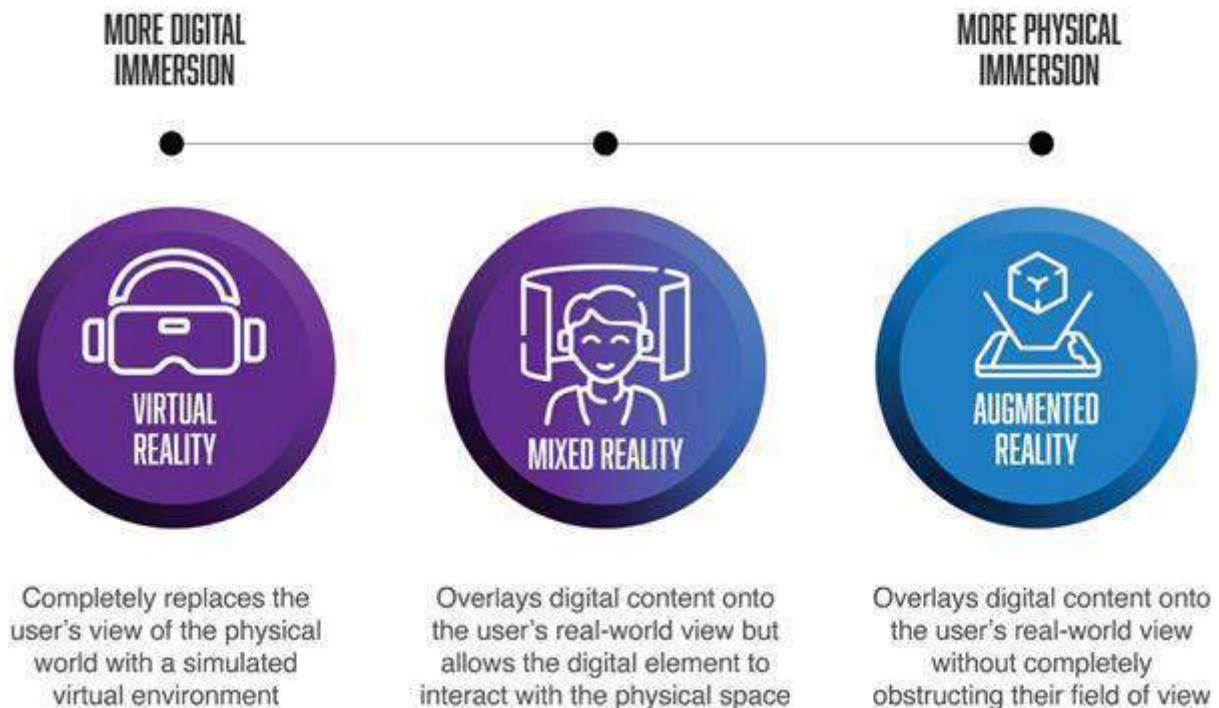 MORE DIGITAL
IMMERSION
MORE PHYSICAL
IMMERSION
VIRTUAL
REALITY
MIXED REALITY
AUGMENTED
REALITY
Completely replaces the
user's view of the physical
world with a simulated
virtual environment
Overlays digital content onto
the user's real-world view but
allows the digital element to
interact with the physical space
Overlays digital content onto
the user's real-world view
without completely
obstructing their field of view